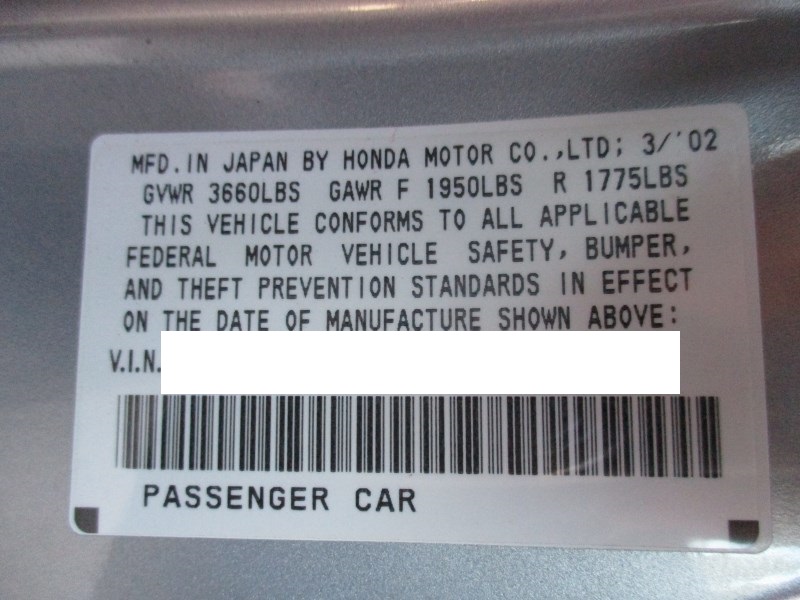 MFD.IN JAPAN BY HONDA MOTOR CO.,LTD; 3/'02
GVWR 3660LBS GAWR F 1950LBS R 1775LBS
THIS VEHICLE CONFORMS TO ALL APPLICABLE
FEDERAL MOTOR VEHICLE SAFETY, BUMPER,
AND THEFT PREVENTION STANDARDS IN EFFECT
ON THE DATE OF MANUFACTURE SHOWN ABOVE:
V.I.N.
PASSENGER CAR